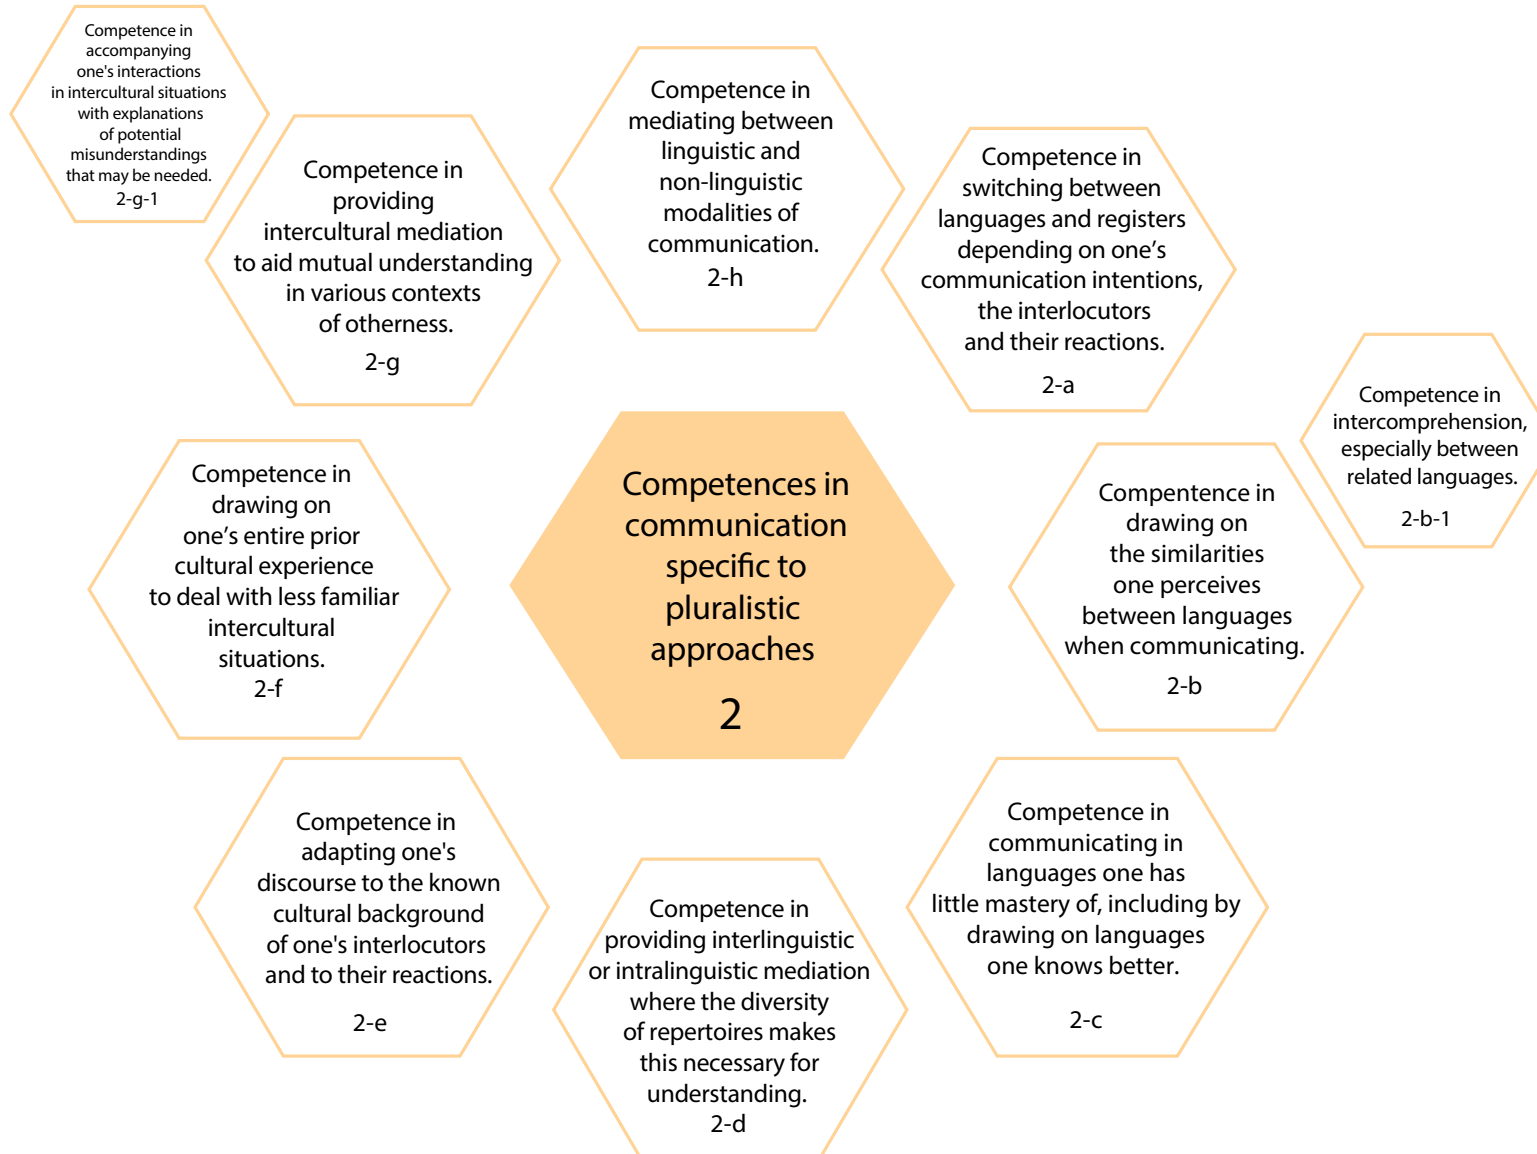 Competence in
accompanying
one's interactions
in intercultural situations
with explanations
of potential
misunderstandings
that may be needed.
2-g-1
Competence in
providing
intercultural mediation
to aid mutual understanding
in various contexts
of otherness.
2-g
Competence in
mediating between
linguistic and
non-linguistic
modalities of
communication.
2-h
Competence in
switching between
languages and registers
depending on one’s
communication intentions,
the interlocutors
and their reactions.
2-a
Competence in
intercomprehension,
especially between
related languages.
2-b-1
Competence in
drawing on
one’s entire prior
cultural experience
to deal with less familiar
intercultural
situations.
2-f
Competences in
communication
specific to
pluralistic
approaches
2
Compentence in
drawing on
the similarities
one perceives
between languages
when communicating.
2-b
Competence in
adapting one's
discourse to the known
cultural background
of one's interlocutors
and to their reactions.
2-e
Competence in
providing interlinguistic
or intralinguistic mediation
where the diversity
of repertoires makes
this necessary for
understanding.
2-d
Competence in
communicating in
languages one has
little mastery of, including by
drawing on languages
one knows better.
2-c